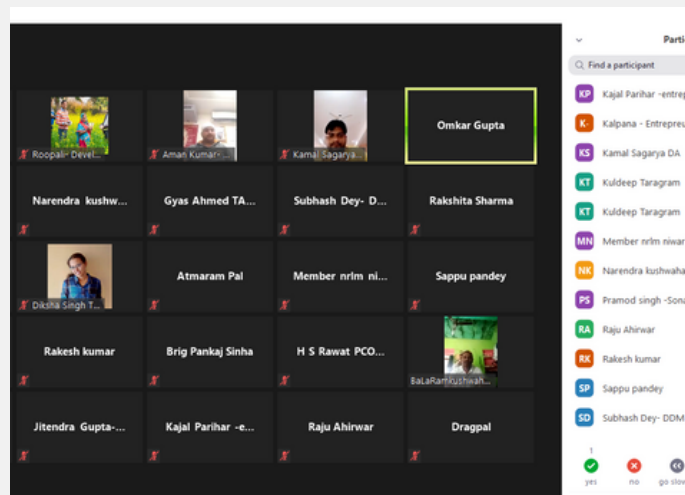 Roopali- Devel...
Aman Kumar- ...
Kamal Sagarya...
Omkar Gupta
Narendra kushw...
Gyas Ahmed TA...
Subhash Dey- D...
Rakshita Sharma
Diksha Singh T...
Atmaram Pal
Member nrlm ni...
Sappu pandey
Rakesh kumar
Brig Pankaj Sinha
H S Rawat PCO...
BaLaRamkushwah...
Jitendra Gupta-...
Kajal Parihar -e...
Raju Ahirwar
Dragpal
Parti
Find a participant
KP Kajal Parihar -entrep
K- Kalpana - Entrepreu
KS Kamal Sagarya DA
KT Kuldeep Taragram
KT Kuldeep Taragram
MN Member nrlm niwar
NK Narendra kushwaha
PS Pramod singh -Sona
RA Raju Ahirwar
RK Rakesh kumar
SP Sappu pandey
SD Subhash Dey- DDM
1
yes
no
go slow